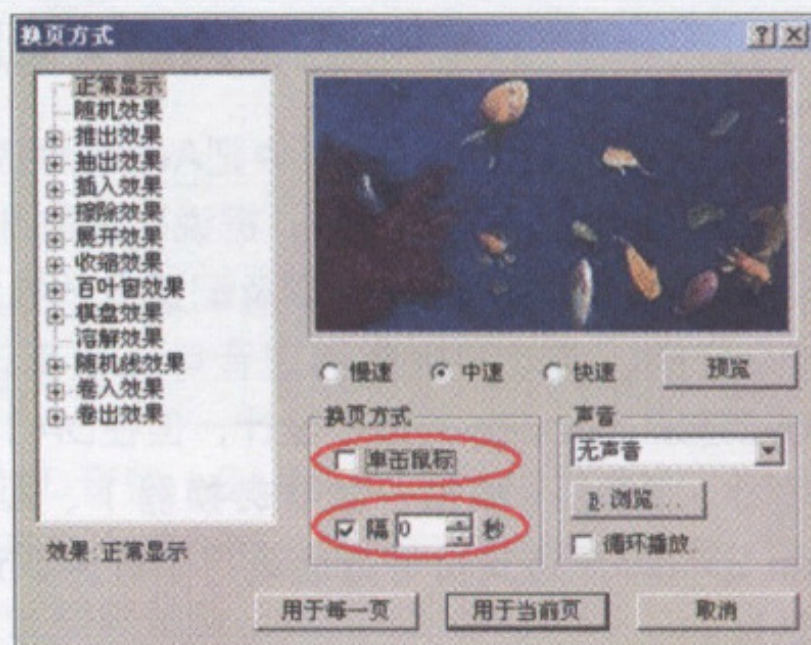 换页方式
正常显示
随机效果
推出效果
抽出效果
插入效果
擦除效果
展开效果
收缩效果
百叶窗效果
棋盘效果
溶解效果
随机线效果
卷入效果
卷出效果
效果:正常显示
慢速 中速 快速 预览
换页方式
单击鼠标
隔 0 秒
声音
无声音
B.浏览...
循环播放
用于每一页 用于当前页 取消